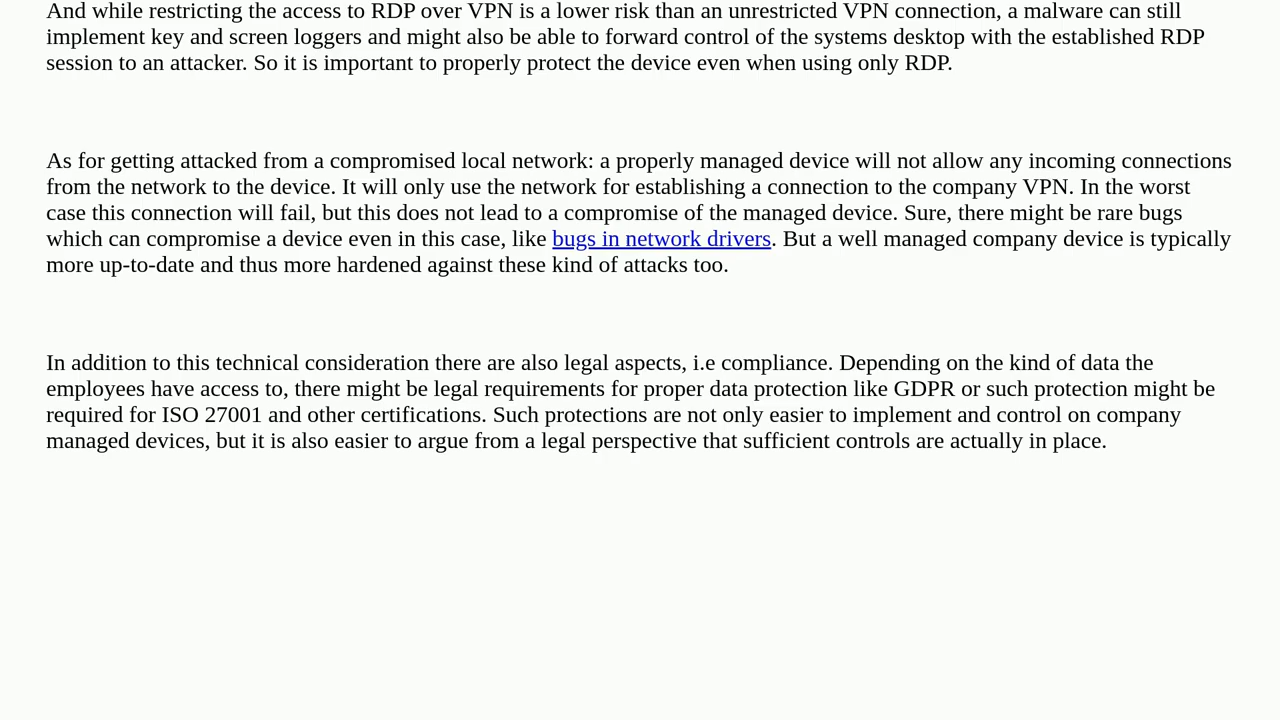 And while restricting the access to RDP over VPN is a lower risk than an unrestricted VPN connection, a malware can still
implement key and screen loggers and might also be able to forward control of the systems desktop with the established RDP
session to an attacker. So it is important to properly protect the device even when using only RDP.
As for getting attacked from a compromised local network: a properly managed device will not allow any incoming connections
from the network to the device. It will only use the network for establishing a connection to the company VPN. In the worst
case this connection will fail, but this does not lead to a compromise of the managed device. Sure, there might be rare bugs
which can compromise a device even in this case, like bugs in network drivers. But a well managed company device is typically
more up-to-date and thus more hardened against these kind of attacks too.
In addition to this technical consideration there are also legal aspects, i.e compliance. Depending on the kind of data the
employees have access to, there might be legal requirements for proper data protection like GDPR or such protection might be
required for ISO 27001 and other certifications. Such protections are not only easier to implement and control on company
managed devices, but it is also easier to argue from a legal perspective that sufficient controls are actually in place.